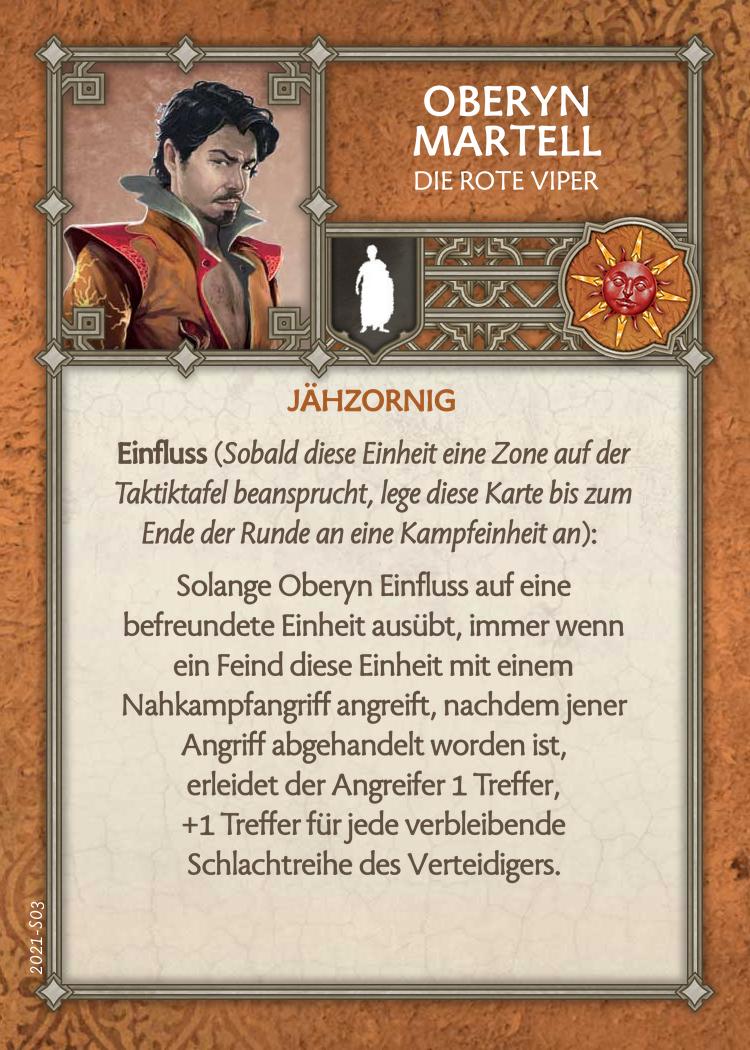 OBERYN
MARTELL
DIE ROTE VIPER
JÄHZORNIG
Einfluss (Sobald diese Einheit eine Zone auf der
Taktiktafel beansprucht, lege diese Karte bis zum
Ende der Runde an eine Kampfeinheit an):
Solange Oberyn Einfluss auf eine
befreundete Einheit ausübt, immer wenn
ein Feind diese Einheit mit einem
Nahkampfangriff angreift, nachdem jener
Angriff abgehandelt worden ist,
erleidet der Angreifer 1 Treffer,
+1 Treffer für jede verbleibende
Schlachtreihe des Verteidigers.
2021-S03